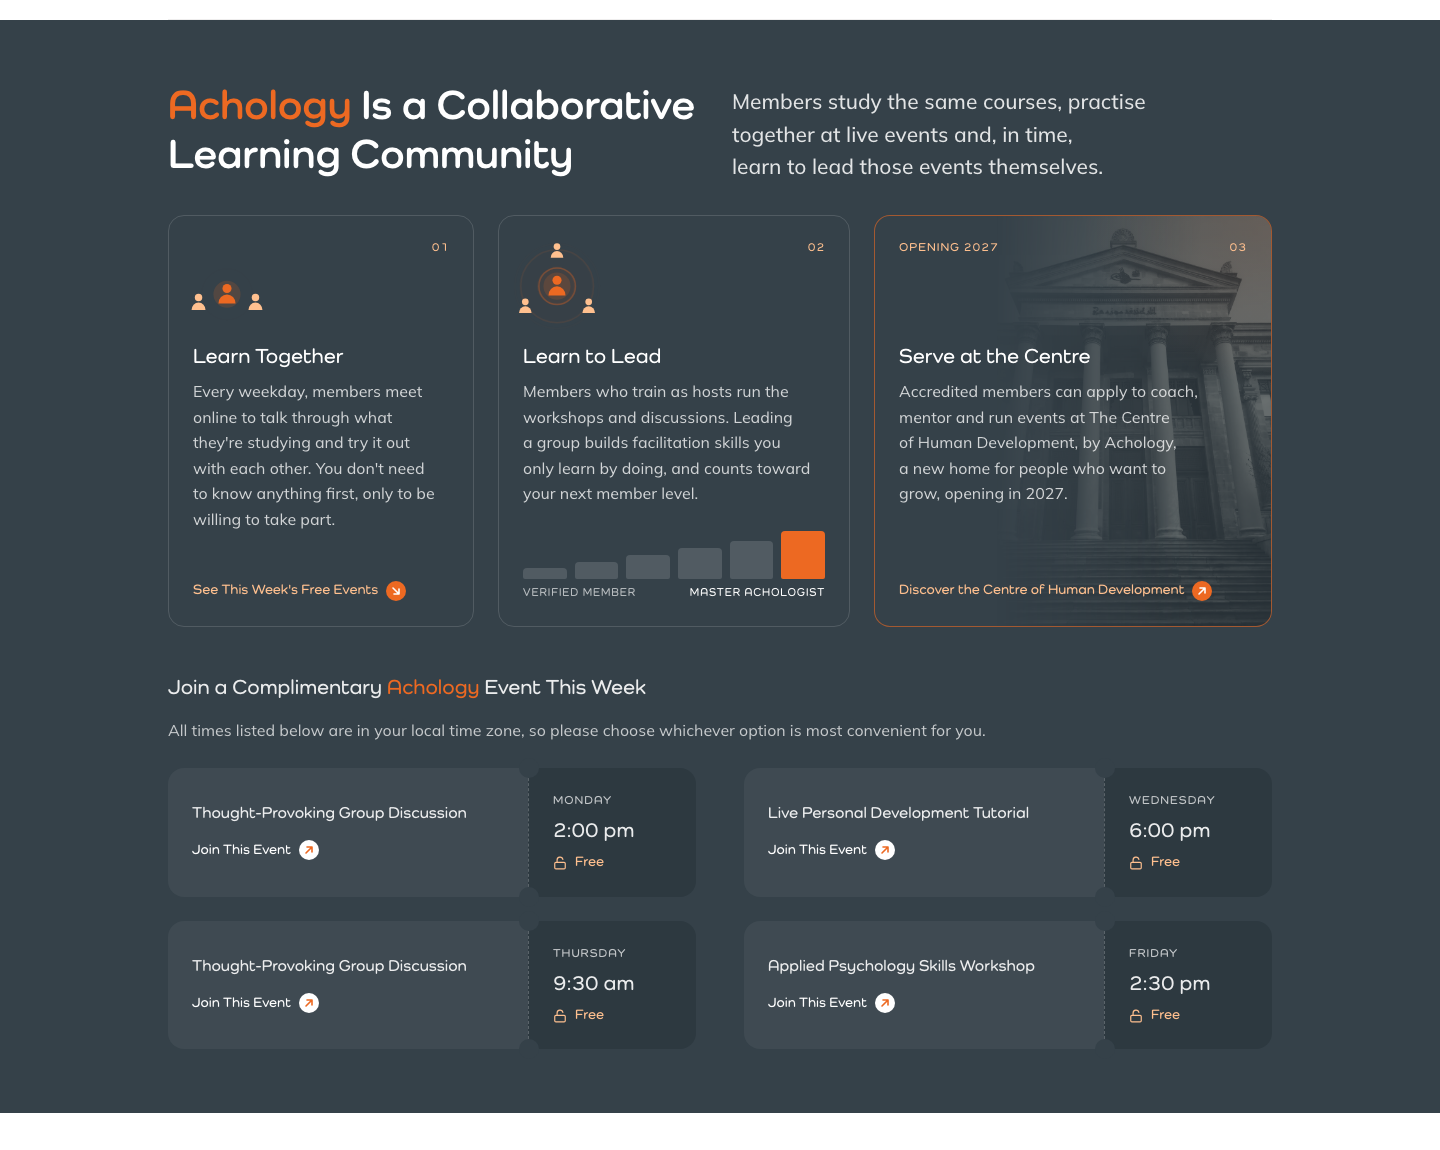 Achology Is a Collaborative
Learning Community
Members study the same courses, practise
together at live events and, in time,
learn to lead those events themselves.
01
Learn Together
Every weekday, members meet
online to talk through what
they're studying and try it out
with each other. You don't need
to know anything first, only to be
willing to take part.
See This Week's Free Events
02
Learn to Lead
Members who train as hosts run the
workshops and discussions. Leading
a group builds facilitation skills you
only learn by doing, and counts toward
your next member level.
VERIFIED MEMBER
MASTER ACHOLOGIST
OPENING 2027
03
Serve at the Centre
Accredited members can apply to coach,
mentor and run events at The Centre
of Human Development, by Achology,
a new home for people who want to
grow, opening in 2027.
Discover the Centre of Human Development
Join a Complimentary Achology Event This Week
All times listed below are in your local time zone, so please choose whichever option is most convenient for you.
Thought-Provoking Group Discussion
Join This Event
MONDAY
2:00 pm
Free
Live Personal Development Tutorial
Join This Event
WEDNESDAY
6:00 pm
Free
Thought-Provoking Group Discussion
Join This Event
THURSDAY
9:30 am
Free
Applied Psychology Skills Workshop
Join This Event
FRIDAY
2:30 pm
Free